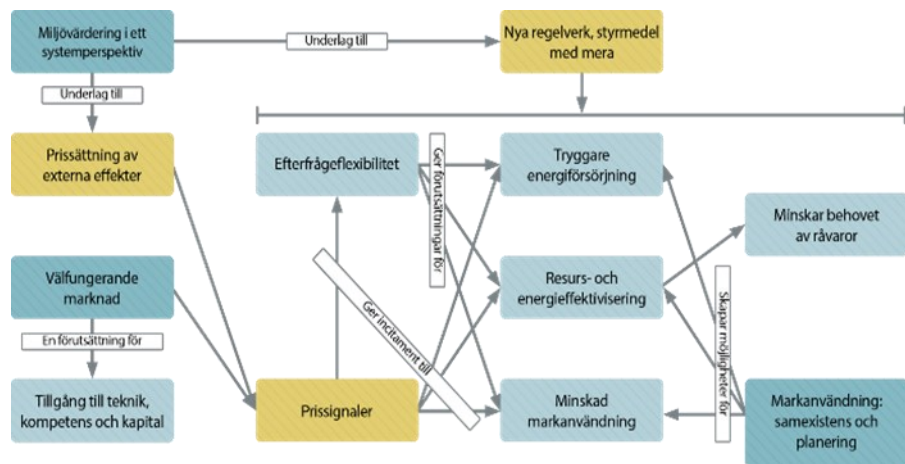 Miljövärdering i ett
systemperspektiv
Underlag till
Nya regelverk, styrmedel
med mera
Underlag till
Prissättning av
externa effekter
Efterfrågeflexibilitet
Ger förutsättningar för
Tryggare
energiförsörjning
Minskar behovet
av råvaror
Välfungerande
marknad
Resurs- och
energieffektivisering
En förutsättning för
Ger incitament till
Skapar möjligheter för
Tillgång till teknik,
kompetens och kapital
Prissignaler
Minskad
markanvändning
Markanvändning:
samexistens och
planering